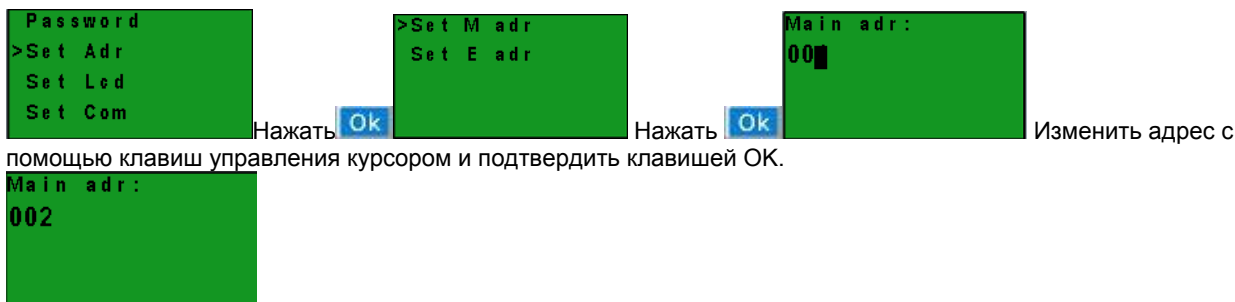 Password
>Set Adr
Set Lcd
Set Com
Нажать Ok
>Set M adr
Set E adr
Нажать Ok
Main adr:
00
Изменить адрес с
помощью клавиш управления курсором и подтвердить клавишей OK.
Main adr:
002